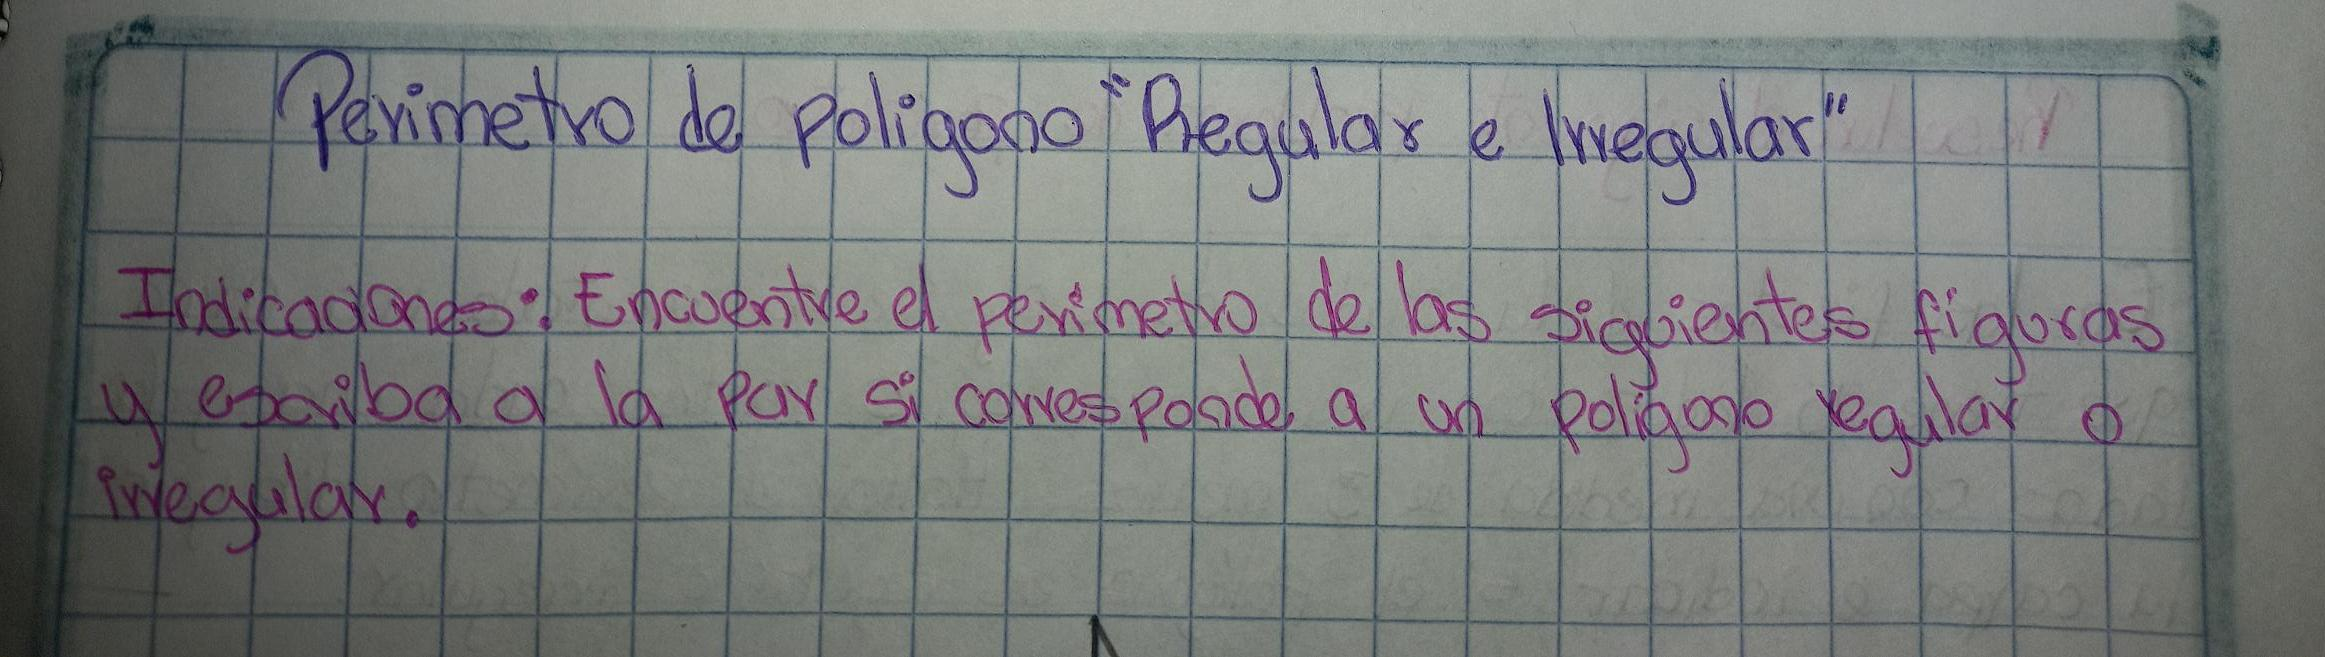 Perimetro de poligono "Regular e Irregular"
Indicaciones: Encuentre el perimetro de las siguientes figuras
y escriba a la par si corresponde a un poligono regular o
irregular.